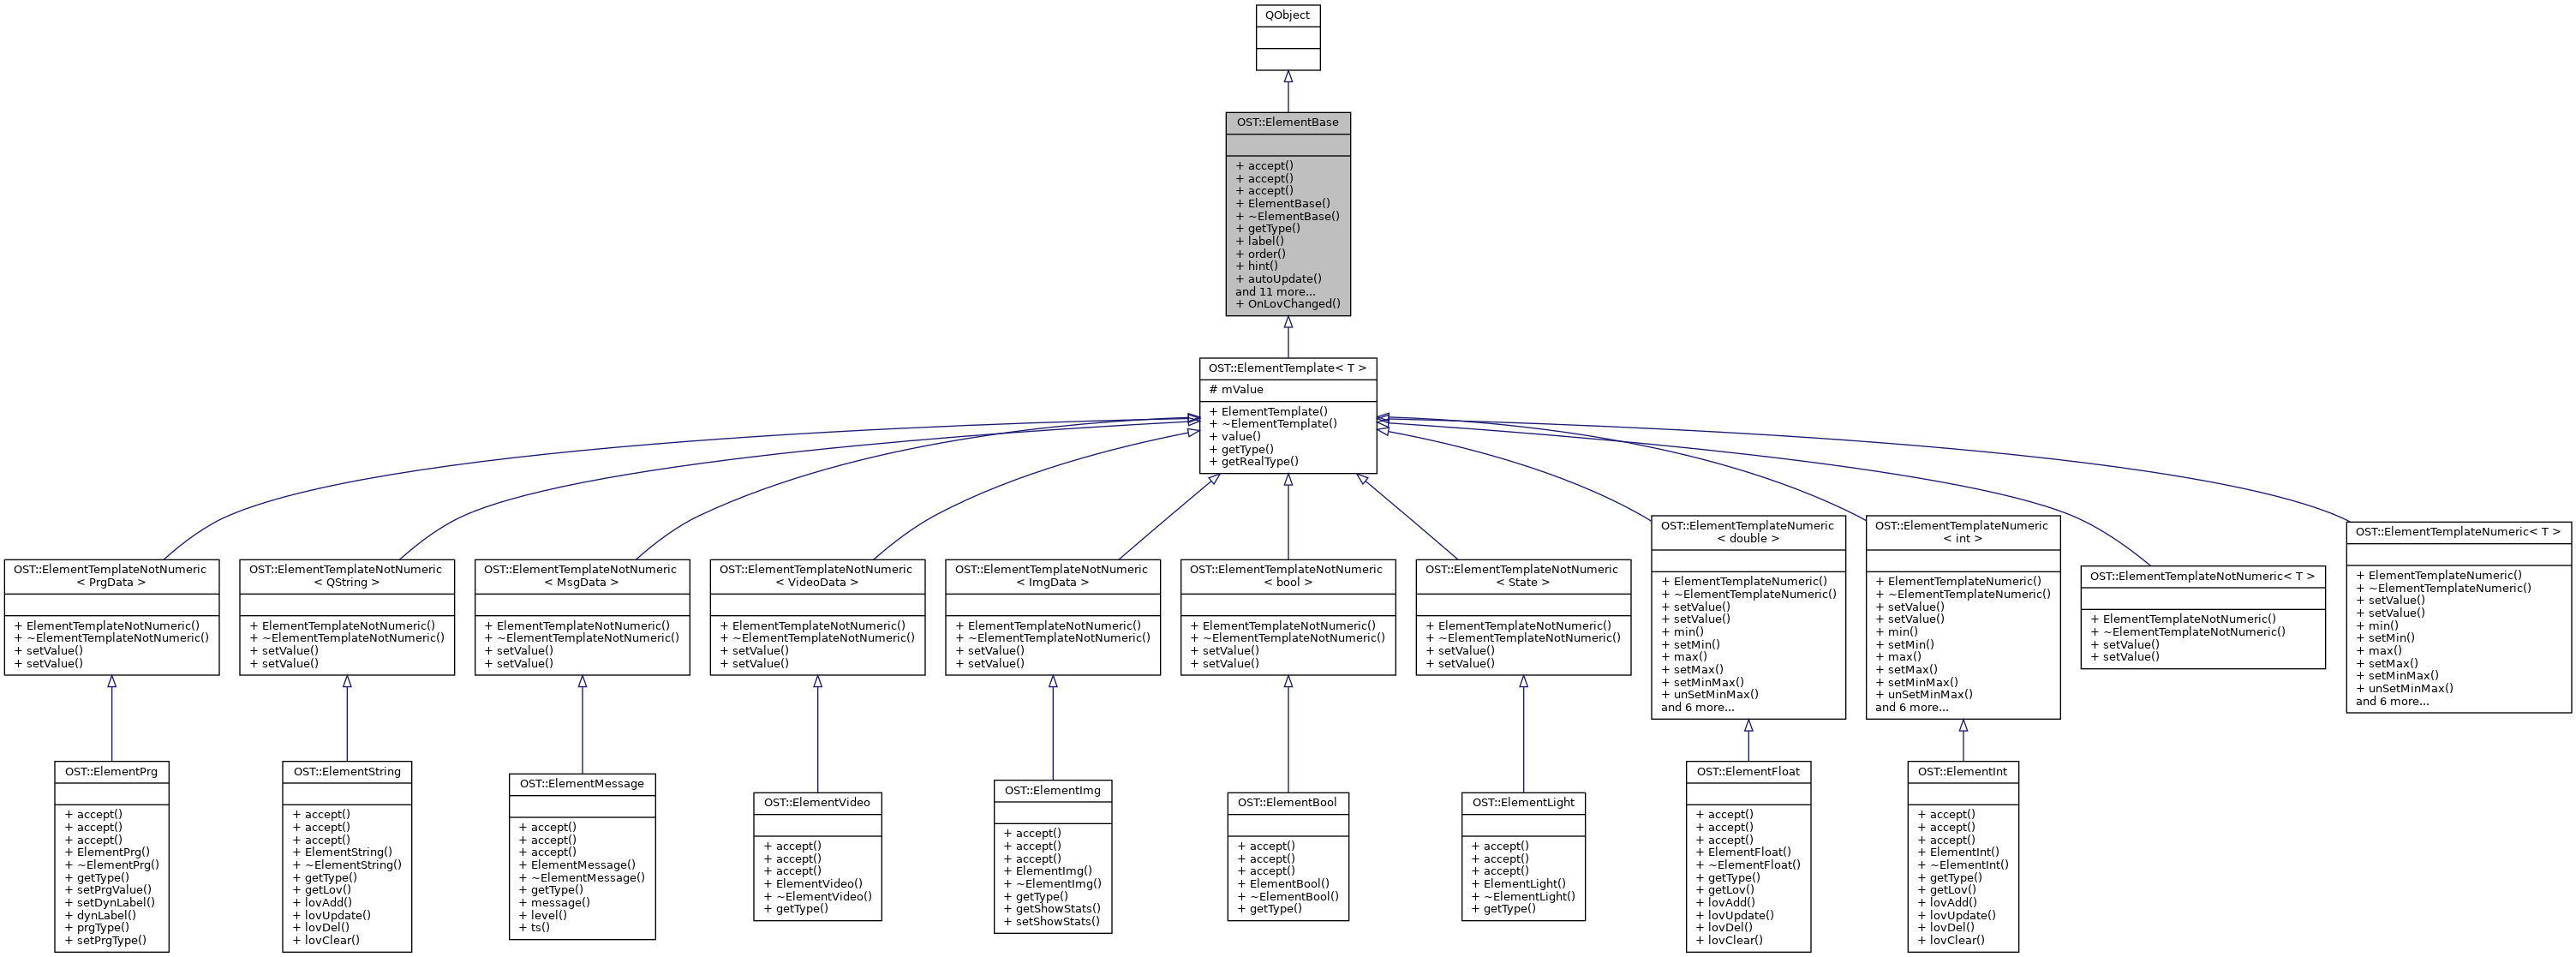 QObject
OST::ElementBase
+ accept()
+ accept()
+ accept()
+ ElementBase()
+ ~ElementBase()
+ getType()
+ label()
+ order()
+ hint()
+ autoUpdate()
and 11 more...
+ OnLovChanged()
OST::ElementTemplate< T >
# mValue
+ ElementTemplate()
+ ~ElementTemplate()
+ value()
+ getType()
+ getRealType()
OST::ElementTemplateNotNumeric
< PrgData >
+ ElementTemplateNotNumeric()
+ ~ElementTemplateNotNumeric()
+ setValue()
+ setValue()
OST::ElementTemplateNotNumeric
< QString >
+ ElementTemplateNotNumeric()
+ ~ElementTemplateNotNumeric()
+ setValue()
+ setValue()
OST::ElementTemplateNotNumeric
< MsgData >
+ ElementTemplateNotNumeric()
+ ~ElementTemplateNotNumeric()
+ setValue()
+ setValue()
OST::ElementTemplateNotNumeric
< VideoData >
+ ElementTemplateNotNumeric()
+ ~ElementTemplateNotNumeric()
+ setValue()
+ setValue()
OST::ElementTemplateNotNumeric
< ImgData >
+ ElementTemplateNotNumeric()
+ ~ElementTemplateNotNumeric()
+ setValue()
+ setValue()
OST::ElementTemplateNotNumeric
< bool >
+ ElementTemplateNotNumeric()
+ ~ElementTemplateNotNumeric()
+ setValue()
+ setValue()
OST::ElementTemplateNotNumeric
< State >
+ ElementTemplateNotNumeric()
+ ~ElementTemplateNotNumeric()
+ setValue()
+ setValue()
OST::ElementTemplateNumeric
< double >
+ ElementTemplateNumeric()
+ ~ElementTemplateNumeric()
+ setValue()
+ setValue()
+ min()
+ setMin()
+ max()
+ setMax()
+ setMinMax()
+ unSetMinMax()
and 6 more...
OST::ElementTemplateNumeric
< int >
+ ElementTemplateNumeric()
+ ~ElementTemplateNumeric()
+ setValue()
+ setValue()
+ min()
+ setMin()
+ max()
+ setMax()
+ setMinMax()
+ unSetMinMax()
and 6 more...
OST::ElementTemplateNotNumeric< T >
+ ElementTemplateNotNumeric()
+ ~ElementTemplateNotNumeric()
+ setValue()
+ setValue()
OST::ElementTemplateNumeric< T >
+ ElementTemplateNumeric()
+ ~ElementTemplateNumeric()
+ setValue()
+ setValue()
+ min()
+ setMin()
+ max()
+ setMax()
+ setMinMax()
+ unSetMinMax()
and 6 more...
OST::ElementPrg
+ accept()
+ accept()
+ accept()
+ ElementPrg()
+ ~ElementPrg()
+ getType()
+ setPrgValue()
+ setDynLabel()
+ dynLabel()
+ prgType()
+ setPrgType()
OST::ElementString
+ accept()
+ accept()
+ accept()
+ ElementString()
+ ~ElementString()
+ getType()
+ getLov()
+ lovAdd()
+ lovUpdate()
+ lovDel()
+ lovClear()
OST::ElementMessage
+ accept()
+ accept()
+ accept()
+ ElementMessage()
+ ~ElementMessage()
+ getType()
+ message()
+ level()
+ ts()
OST::ElementVideo
+ accept()
+ accept()
+ accept()
+ ElementVideo()
+ ~ElementVideo()
+ getType()
OST::ElementImg
+ accept()
+ accept()
+ accept()
+ ElementImg()
+ ~ElementImg()
+ getType()
+ getShowStats()
+ setShowStats()
OST::ElementBool
+ accept()
+ accept()
+ accept()
+ ElementBool()
+ ~ElementBool()
+ getType()
OST::ElementLight
+ accept()
+ accept()
+ accept()
+ ElementLight()
+ ~ElementLight()
+ getType()
OST::ElementFloat
+ accept()
+ accept()
+ accept()
+ ElementFloat()
+ ~ElementFloat()
+ getType()
+ getLov()
+ lovAdd()
+ lovUpdate()
+ lovDel()
+ lovClear()
OST::ElementInt
+ accept()
+ accept()
+ accept()
+ ElementInt()
+ ~ElementInt()
+ getType()
+ getLov()
+ lovAdd()
+ lovUpdate()
+ lovDel()
+ lovClear()